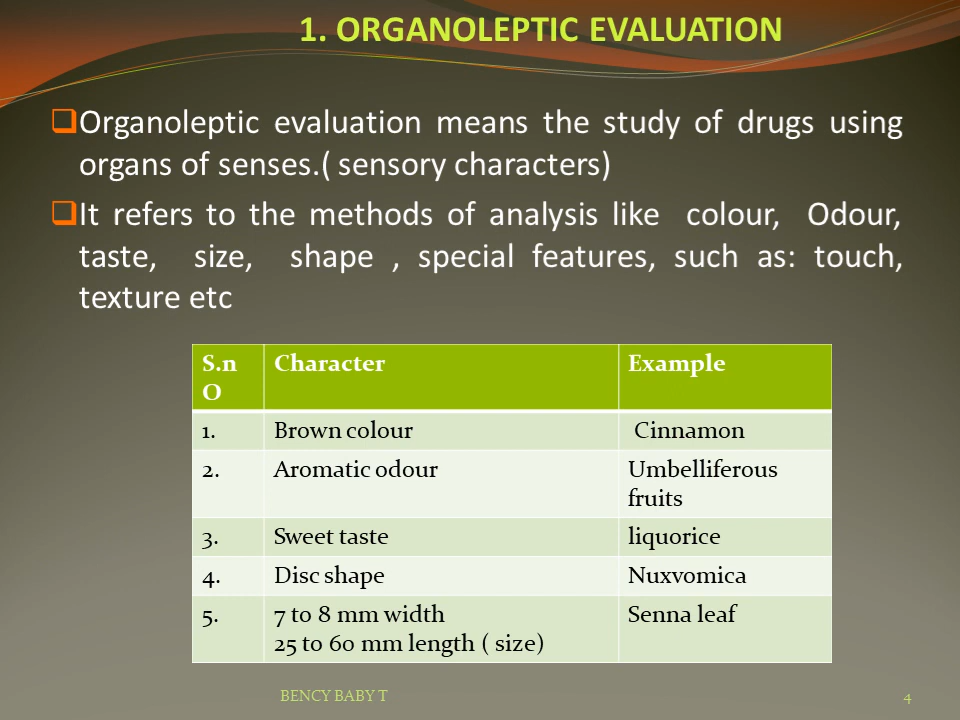 1. ORGANOLEPTIC EVALUATION
Organoleptic evaluation means the study of drugs using
organs of senses.( sensory characters)
It refers to the methods of analysis like colour, Odour,
taste, size, shape , special features, such as: touch,
texture etc
S.n
O
Character
Example
1.
Brown colour
Cinnamon
2.
Aromatic odour
Umbelliferous
fruits
3.
Sweet taste
liquorice
4.
Disc shape
Nuxvomica
5.
7 to 8 mm width
25 to 60 mm length ( size)
Senna leaf
BENCY BABY T
4